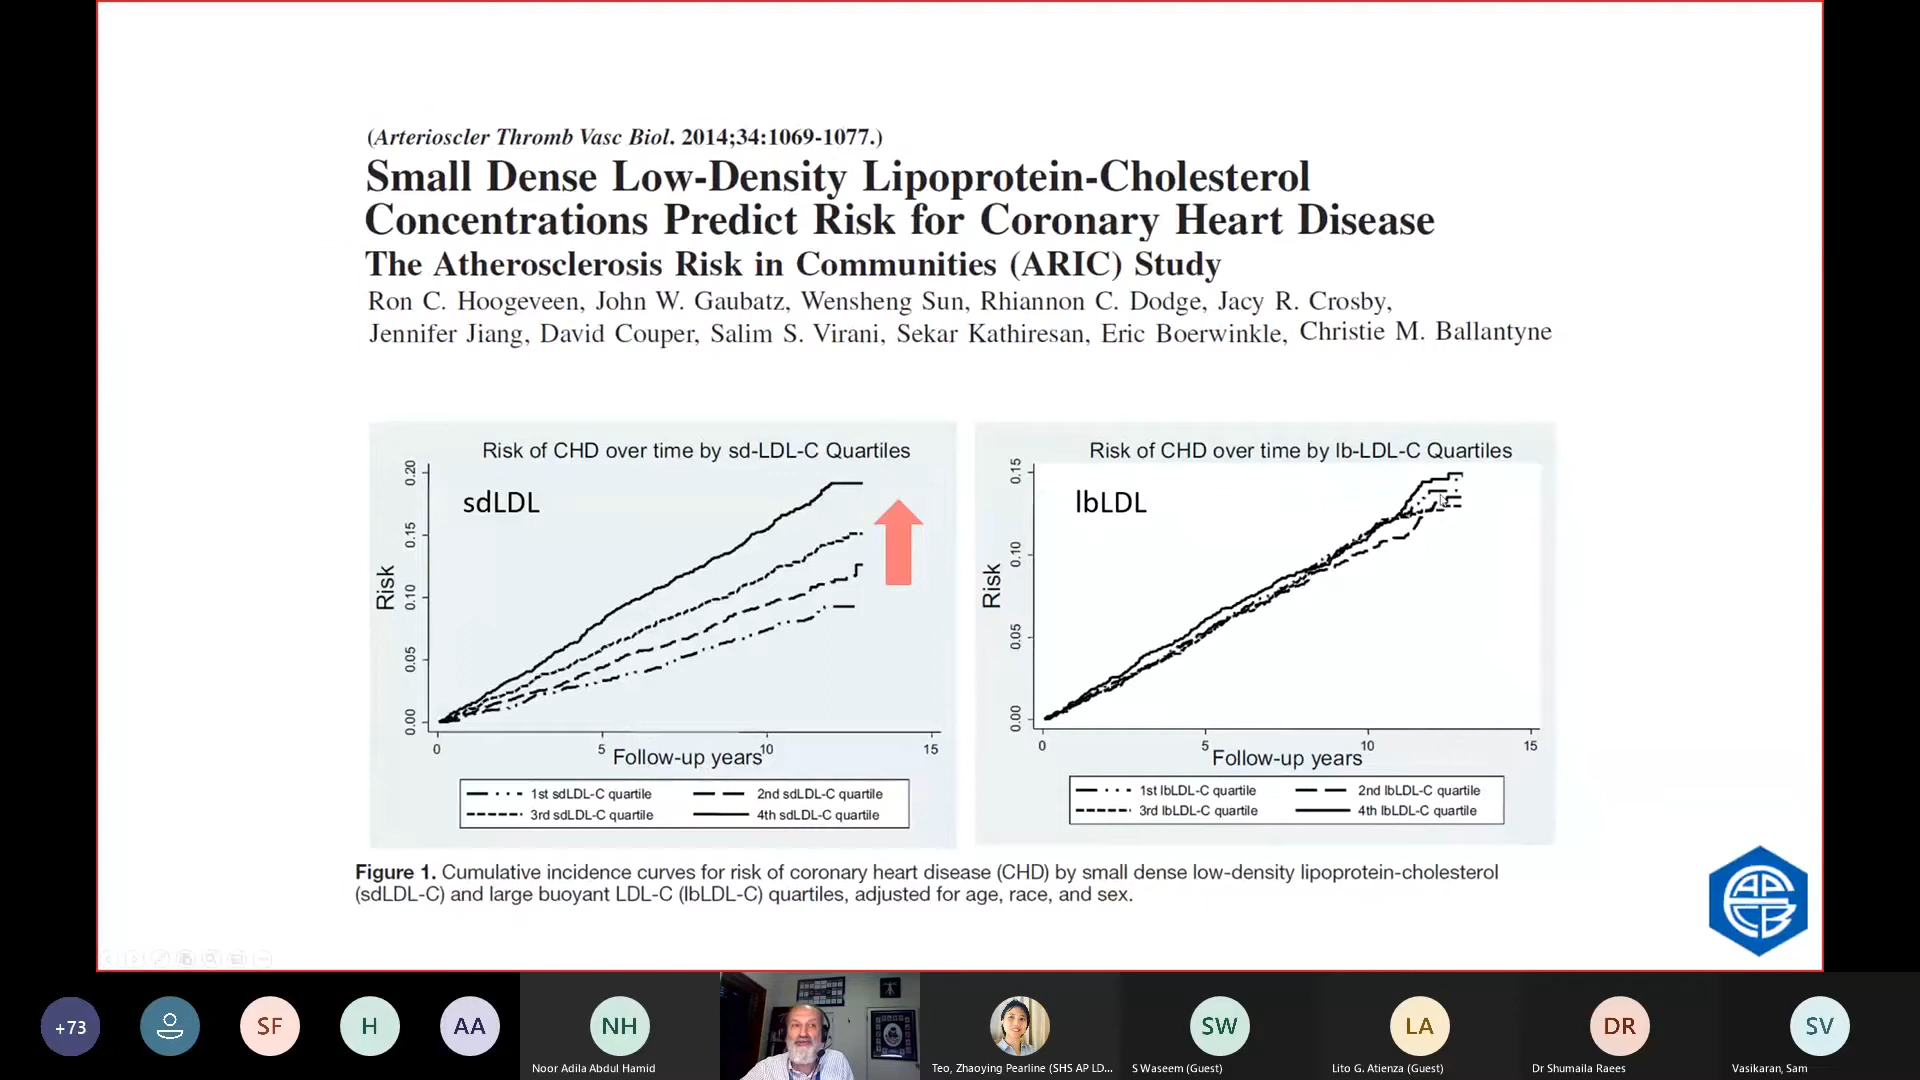 (Arterioscler Thromb Vasc Biol. 2014;34:1069-1077.)
Small Dense Low-Density Lipoprotein-Cholesterol
Concentrations Predict Risk for Coronary Heart Disease
The Atherosclerosis Risk in Communities (ARIC) Study
Ron C. Hoogeveen, John W. Gaubatz, Wensheng Sun, Rhiannon C. Dodge, Jacy R. Crosby,
Jennifer Jiang, David Couper, Salim S. Virani, Sekar Kathiresan, Eric Boerwinkle, Christie M. Ballantyne
Risk of CHD over time by sd-LDL-C Quartiles
sdLDL
Risk
0.20
0.15
0.10
0.05
0.00
0 5 10 15
Follow-up years
1st sdLDL-C quartile 2nd sdLDL-C quartile
3rd sdLDL-C quartile 4th sdLDL-C quartile
Risk of CHD over time by lb-LDL-C Quartiles
lbLDL
Risk
0.15
0.10
0.05
0.00
0 5 10 15
Follow-up years
1st lbLDL-C quartile 2nd lbLDL-C quartile
3rd lbLDL-C quartile 4th lbLDL-C quartile
Figure 1. Cumulative incidence curves for risk of coronary heart disease (CHD) by small dense low-density lipoprotein-cholesterol
(sdLDL-C) and large buoyant LDL-C (lbLDL-C) quartiles, adjusted for age, race, and sex.
APFCB
+73
SF
H
AA
NH
Noor Adila Abdul Hamid
Teo, Zhaoying Pearline (SHS AP LD...
SW
S Waseem (Guest)
LA
Lito G. Atienza (Guest)
DR
Dr Shumaila Raees
SV
Vasikaran, Sam